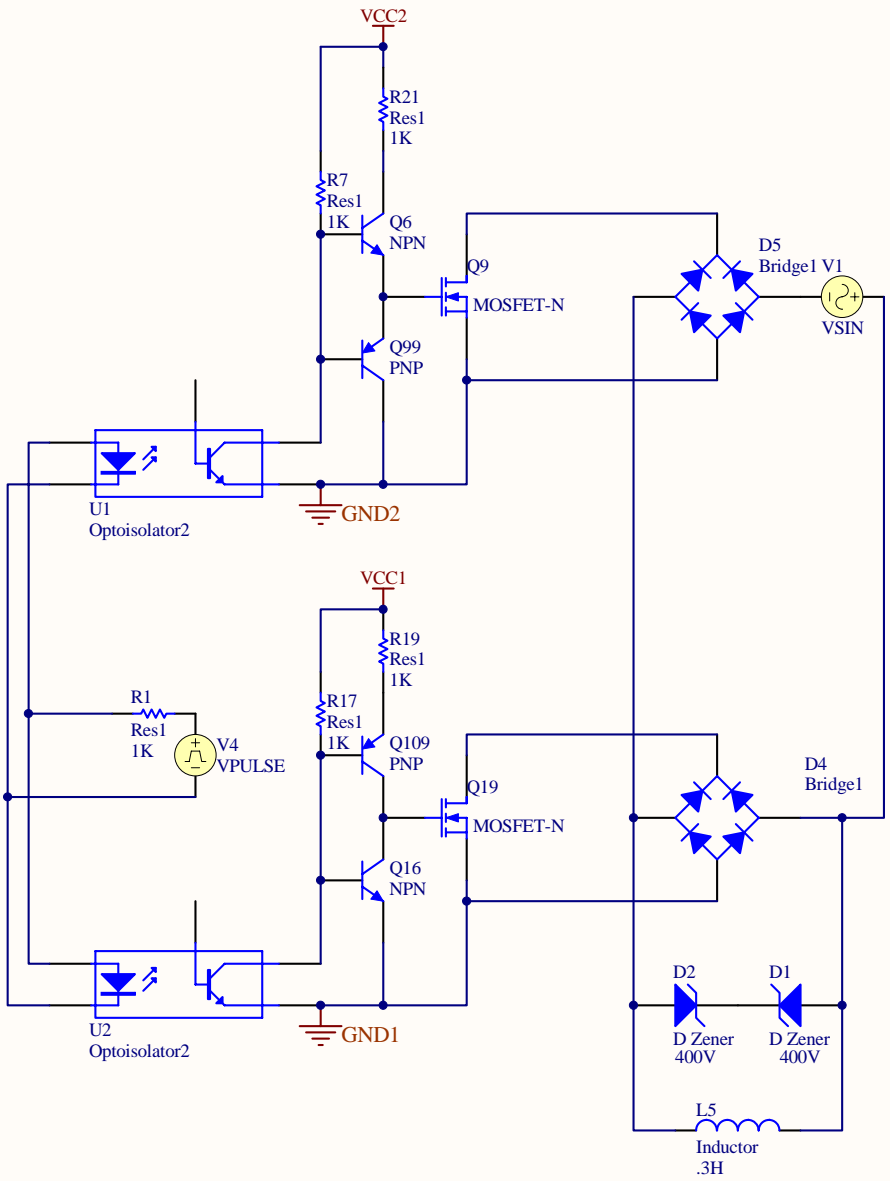 VCC2
R21
Res1
1K
R7
Res1
1K
Q6
NPN
Q9
MOSFET-N
D5
Bridge1 V1
VSIN
Q99
PNP
U1
Optoisolator2
GND2
VCC1
R19
Res1
1K
R17
Res1
1K
R1
Res1
1K
V4
VPULSE
Q109
PNP
Q19
MOSFET-N
D4
Bridge1
Q16
NPN
D2
D Zener
400V
D1
D Zener
400V
U2
Optoisolator2
GND1
L5
Inductor
.3H